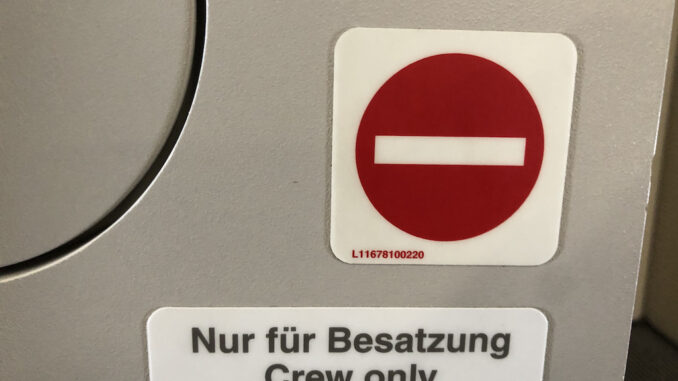 L11678100220
Nur für Besatzung
Crew only